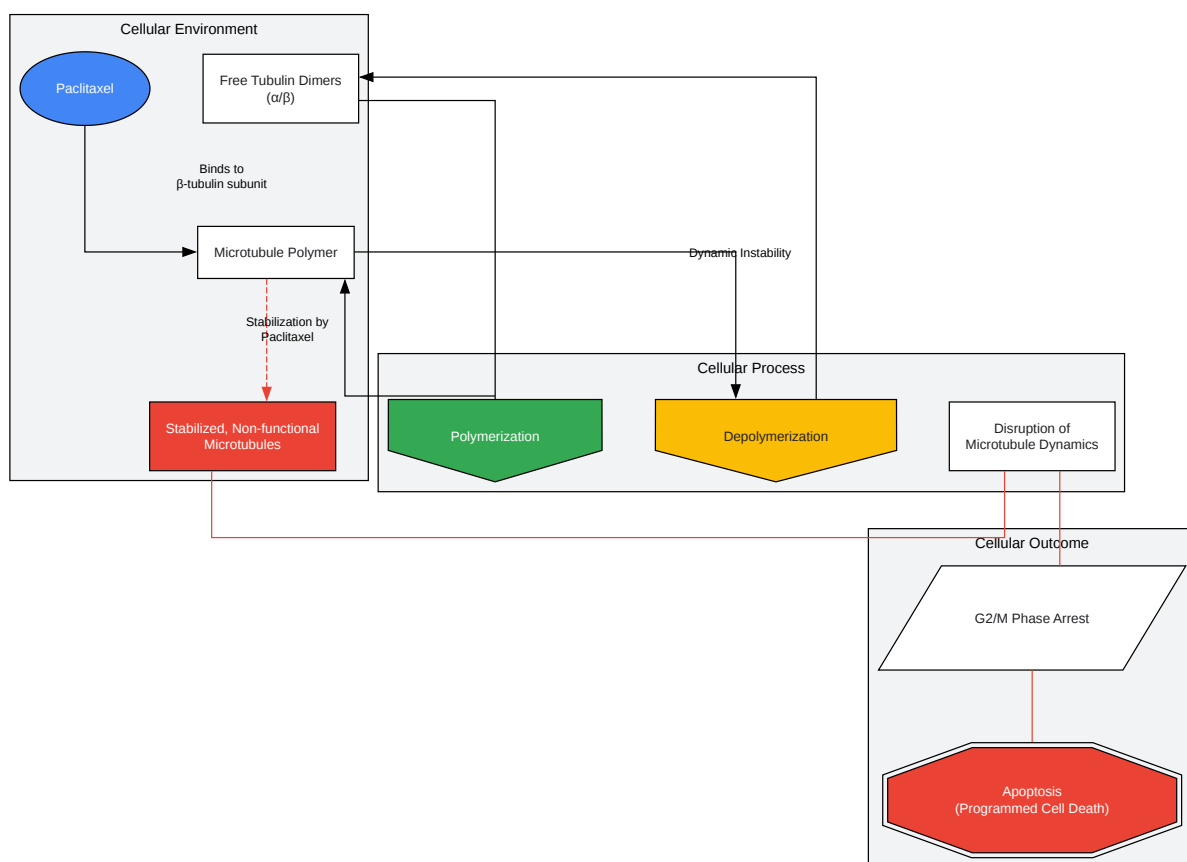 Cellular Environment
Paclitaxel
Free Tubulin Dimers
(α/β)
Binds to
β-tubulin subunit
Microtubule Polymer
Dynamic Instability
Stabilization by
Paclitaxel
Stabilized, Non-functional
Microtubules
Cellular Process
Polymerization
Depolymerization
Disruption of
Microtubule Dynamics
Cellular Outcome
G2/M Phase Arrest
Apoptosis
(Programmed Cell Death)